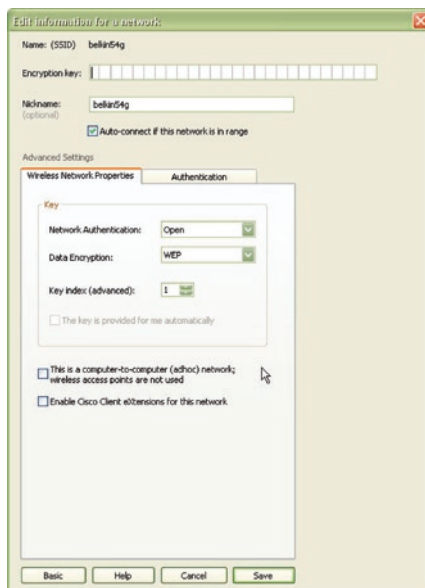 Edit information for a network
Name: (SSID) belkin54g
Encryption key:
Nickname: belkin54g
(optional)
Auto-connect if this network is in range
Advanced Settings
Wireless Network Properties Authentication
Key
Network Authentication: Open
Data Encryption: WEP
Key index (advanced): 1
The key is provided for me automatically
This is a computer-to-computer (adhoc) network;
wireless access points are not used
Enable Cisco Client eXtensions for this network
Basic Help Cancel Save